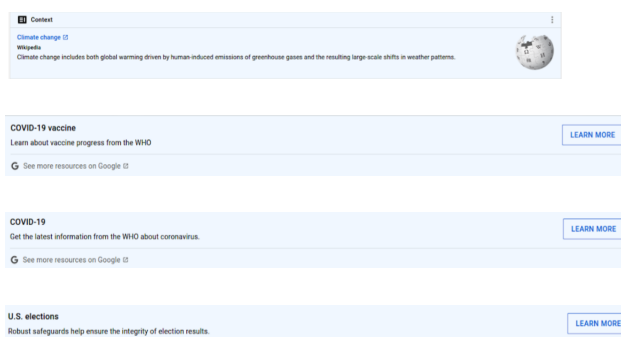 Context
Climate change
Wikipedia
Climate change includes both global warming driven by human-induced emissions of greenhouse gases and the resulting large-scale shifts in weather patterns.
COVID-19 vaccine
Learn about vaccine progress from the WHO
LEARN MORE
G See more resources on Google
COVID-19
Get the latest information from the WHO about coronavirus.
LEARN MORE
G See more resources on Google
U.S. elections
Robust safeguards help ensure the integrity of election results.
LEARN MORE